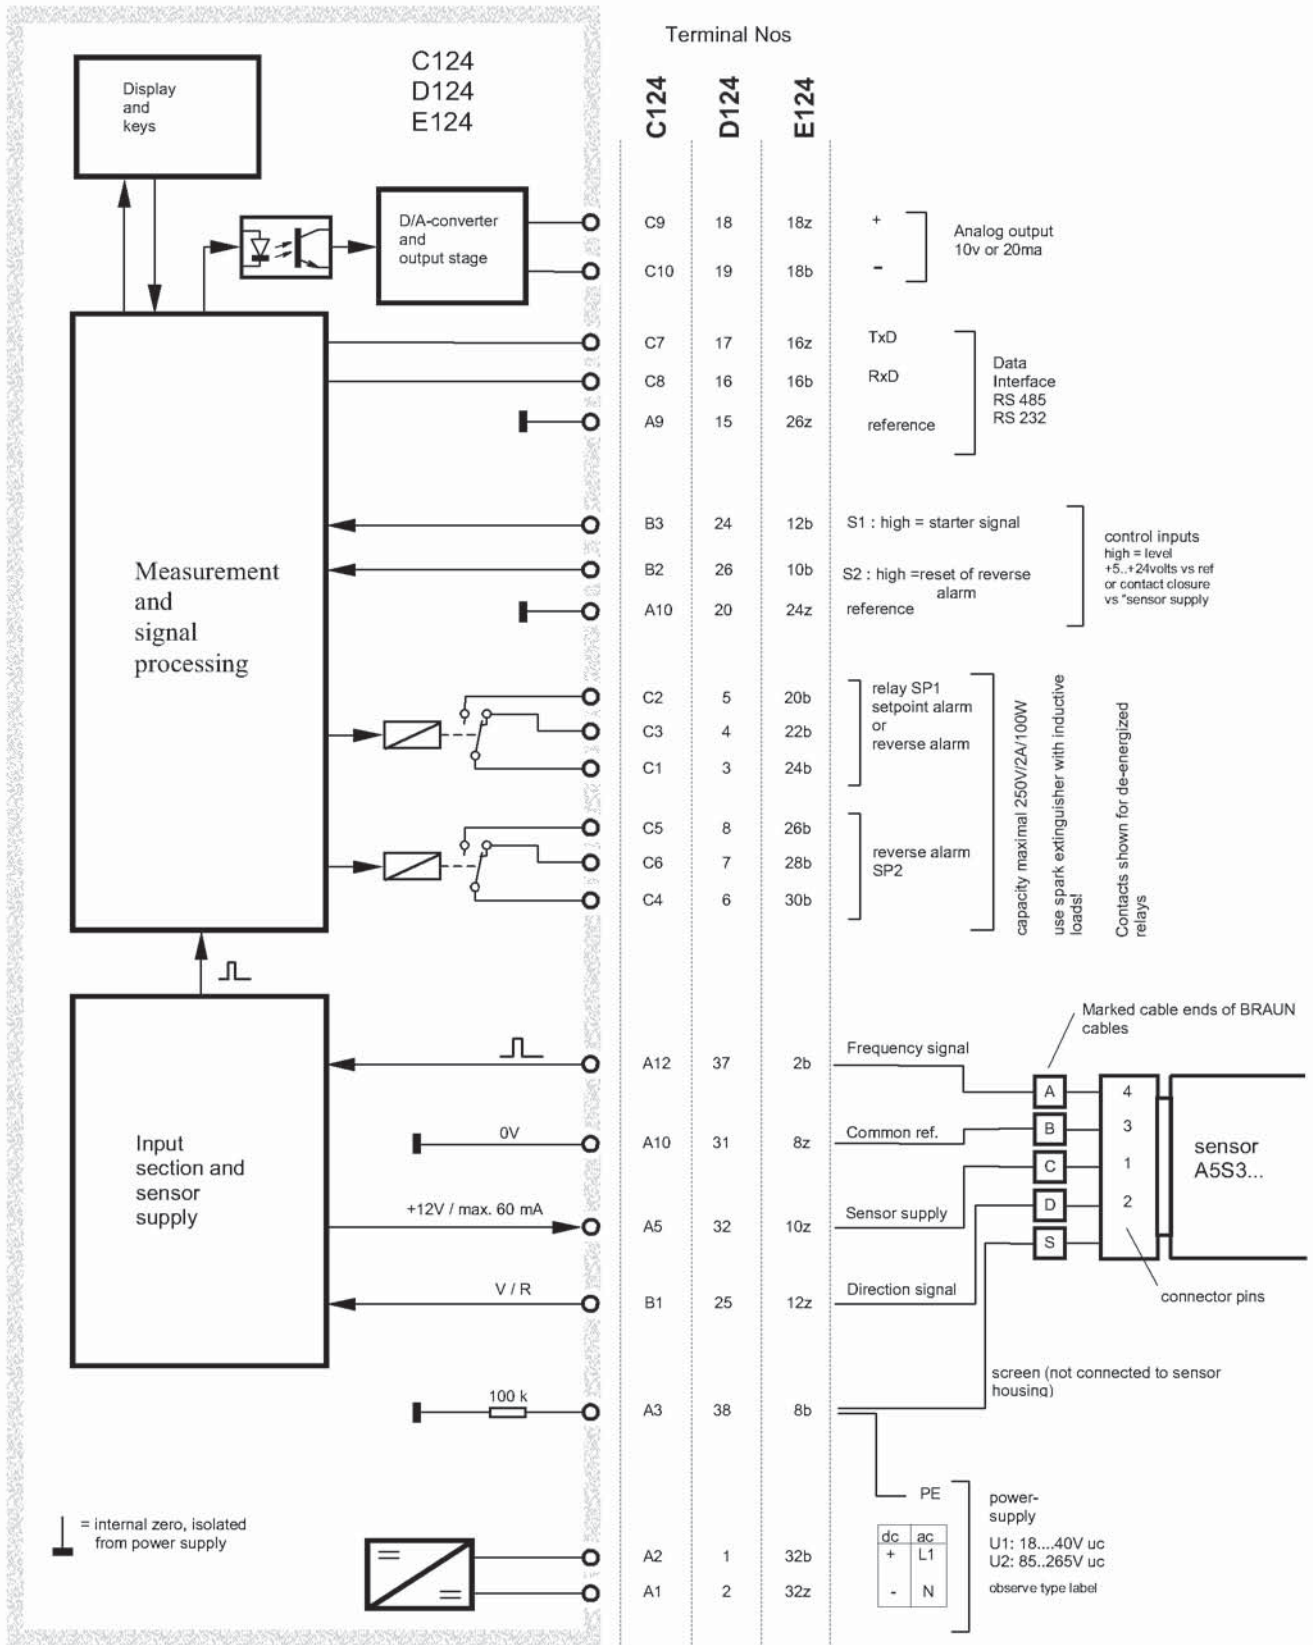 Terminal Nos
C124
D124
E124
C124 D124 E124
Display
and
keys
D/A-converter
and
output stage
C9 18 18z +
C10 19 18b -
Analog output
10v or 20ma
C7 17 16z TxD
C8 16 16b RxD
A9 15 26z reference
Data
Interface
RS 485
RS 232
Measurement
and
signal
processing
B3 24 12b S1 : high = starter signal
B2 26 10b S2 : high =reset of reverse
alarm
A10 20 24z reference
control inputs
high = level
+5..+24volts vs ref
or contact closure
vs "sensor supply
C2 5 20b
C3 4 22b
C1 3 24b
relay SP1
setpoint alarm
or
reverse alarm
C5 8 26b
C6 7 28b
C4 6 30b
reverse alarm
SP2
capacity maximal 250V/2A/100W
use spark extinguisher with inductive
loads!
Contacts shown for de-energized
relays
Marked cable ends of BRAUN
cables
Input
section and
sensor
supply
A12 37 2b Frequency signal
0V A10 31 8z Common ref.
+12V / max. 60 mA A5 32 10z Sensor supply
V / R B1 25 12z Direction signal
A 4
B 3
C 1
D 2
S
sensor
A5S3...
connector pins
screen (not connected to sensor
housing)
100 k A3 38 8b
PE
= internal zero, isolated
from power supply
dc ac
+ L1
- N
A2 1 32b
A1 2 32z
power-
supply
U1: 18....40V uc
U2: 85..265V uc
observe type label